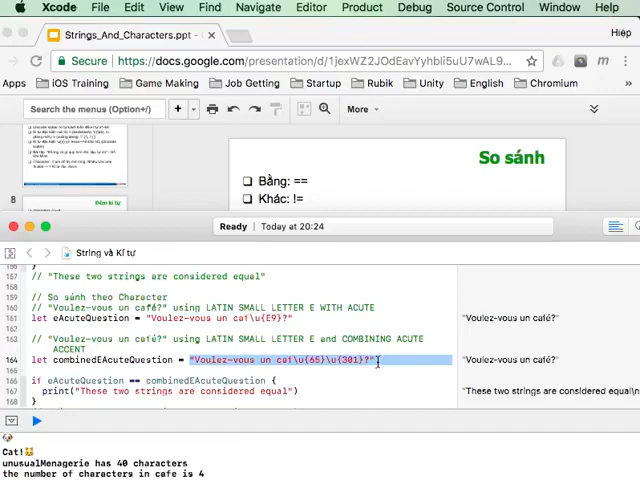 Xcode File Edit View Find Navigate Editor Product Debug Source Control Window Help
Strings_And_Characters.ppt - Hiệp
Secure https://docs.google.com/presentation/d/1jexWZ2JOdEavYyhbli5uU7wAL9...
Apps iOS Training Game Making Job Getting Startup Rubik Unity English Chromium
Search the menus (Option+/) More
So sánh
Bằng: ==
8
Đếm kí tự
Khác: !=
Ready Today at 20:24
String và Kí tự
156 }
157 // "These two strings are considered equal"
158
159 // So sánh theo Character
160 // "Voulez-vous un café?" using LATIN SMALL LETTER E WITH ACUTE
161 let eAcuteQuestion = "Voulez-vous un caf\u{E9}?" "Voulez-vous un café?"
162
163 // "Voulez-vous un café?" using LATIN SMALL LETTER E and COMBINING ACUTE
ACCENT
164 let combinedEAcuteQuestion = "Voulez-vous un caf\u{65}\u{301}?" "Voulez-vous un café?"
165
166 if eAcuteQuestion == combinedEAcuteQuestion {
167 print("These two strings are considered equal") "These two strings are considered equal\n
168 }
Cat!🐱
unusualMenagerie has 40 characters
the number of characters in cafe is 4